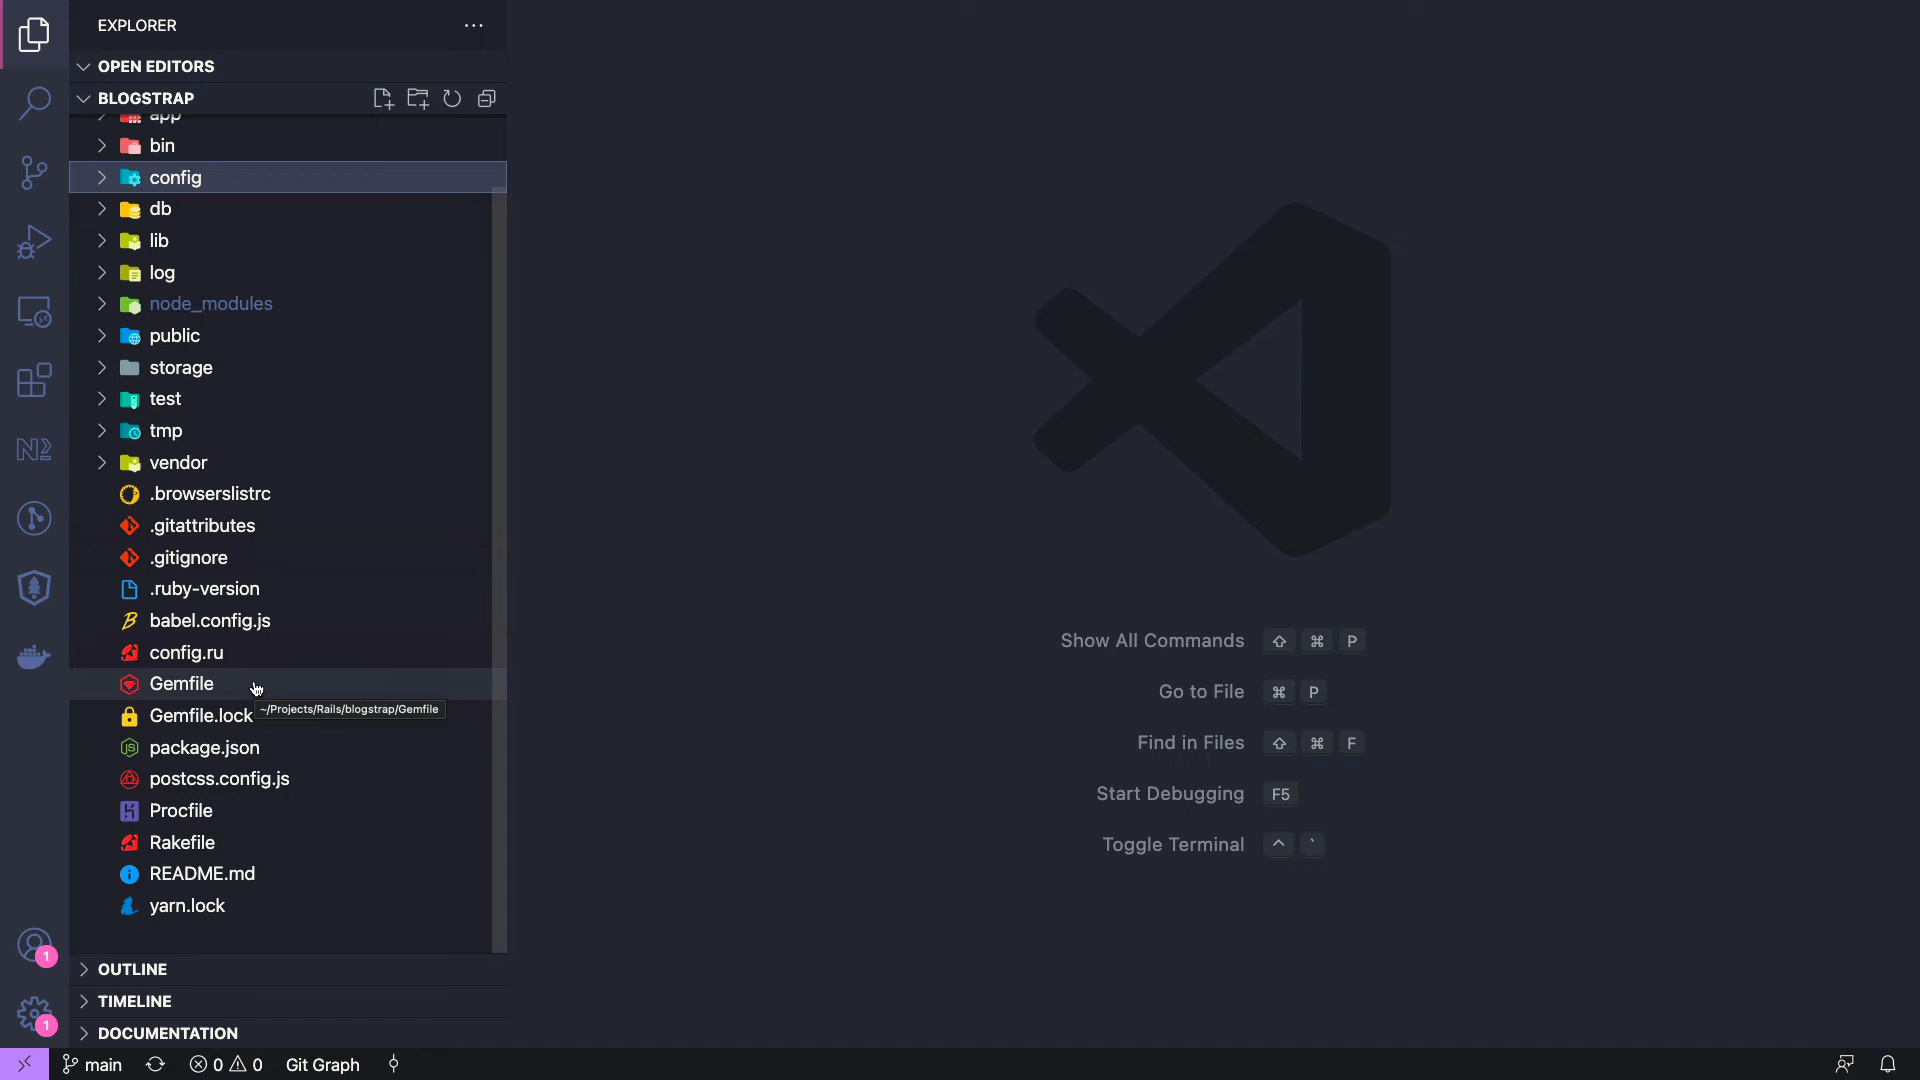 EXPLORER
OPEN EDITORS
BLOGSTRAP
app
bin
config
db
lib
log
node_modules
public
storage
test
tmp
vendor
.browserslistrc
.gitattributes
.gitignore
.ruby-version
babel.config.js
config.ru
Gemfile
~/Projects/Rails/blogstrap/Gemfile
Gemfile.lock
package.json
postcss.config.js
Procfile
Rakefile
README.md
yarn.lock
OUTLINE
TIMELINE
DOCUMENTATION
1
1
main
0 0
Git Graph
Show All Commands ⇧ ⌘ P
Go to File ⌘ P
Find in Files ⇧ ⌘ F
Start Debugging F5
Toggle Terminal ^ `